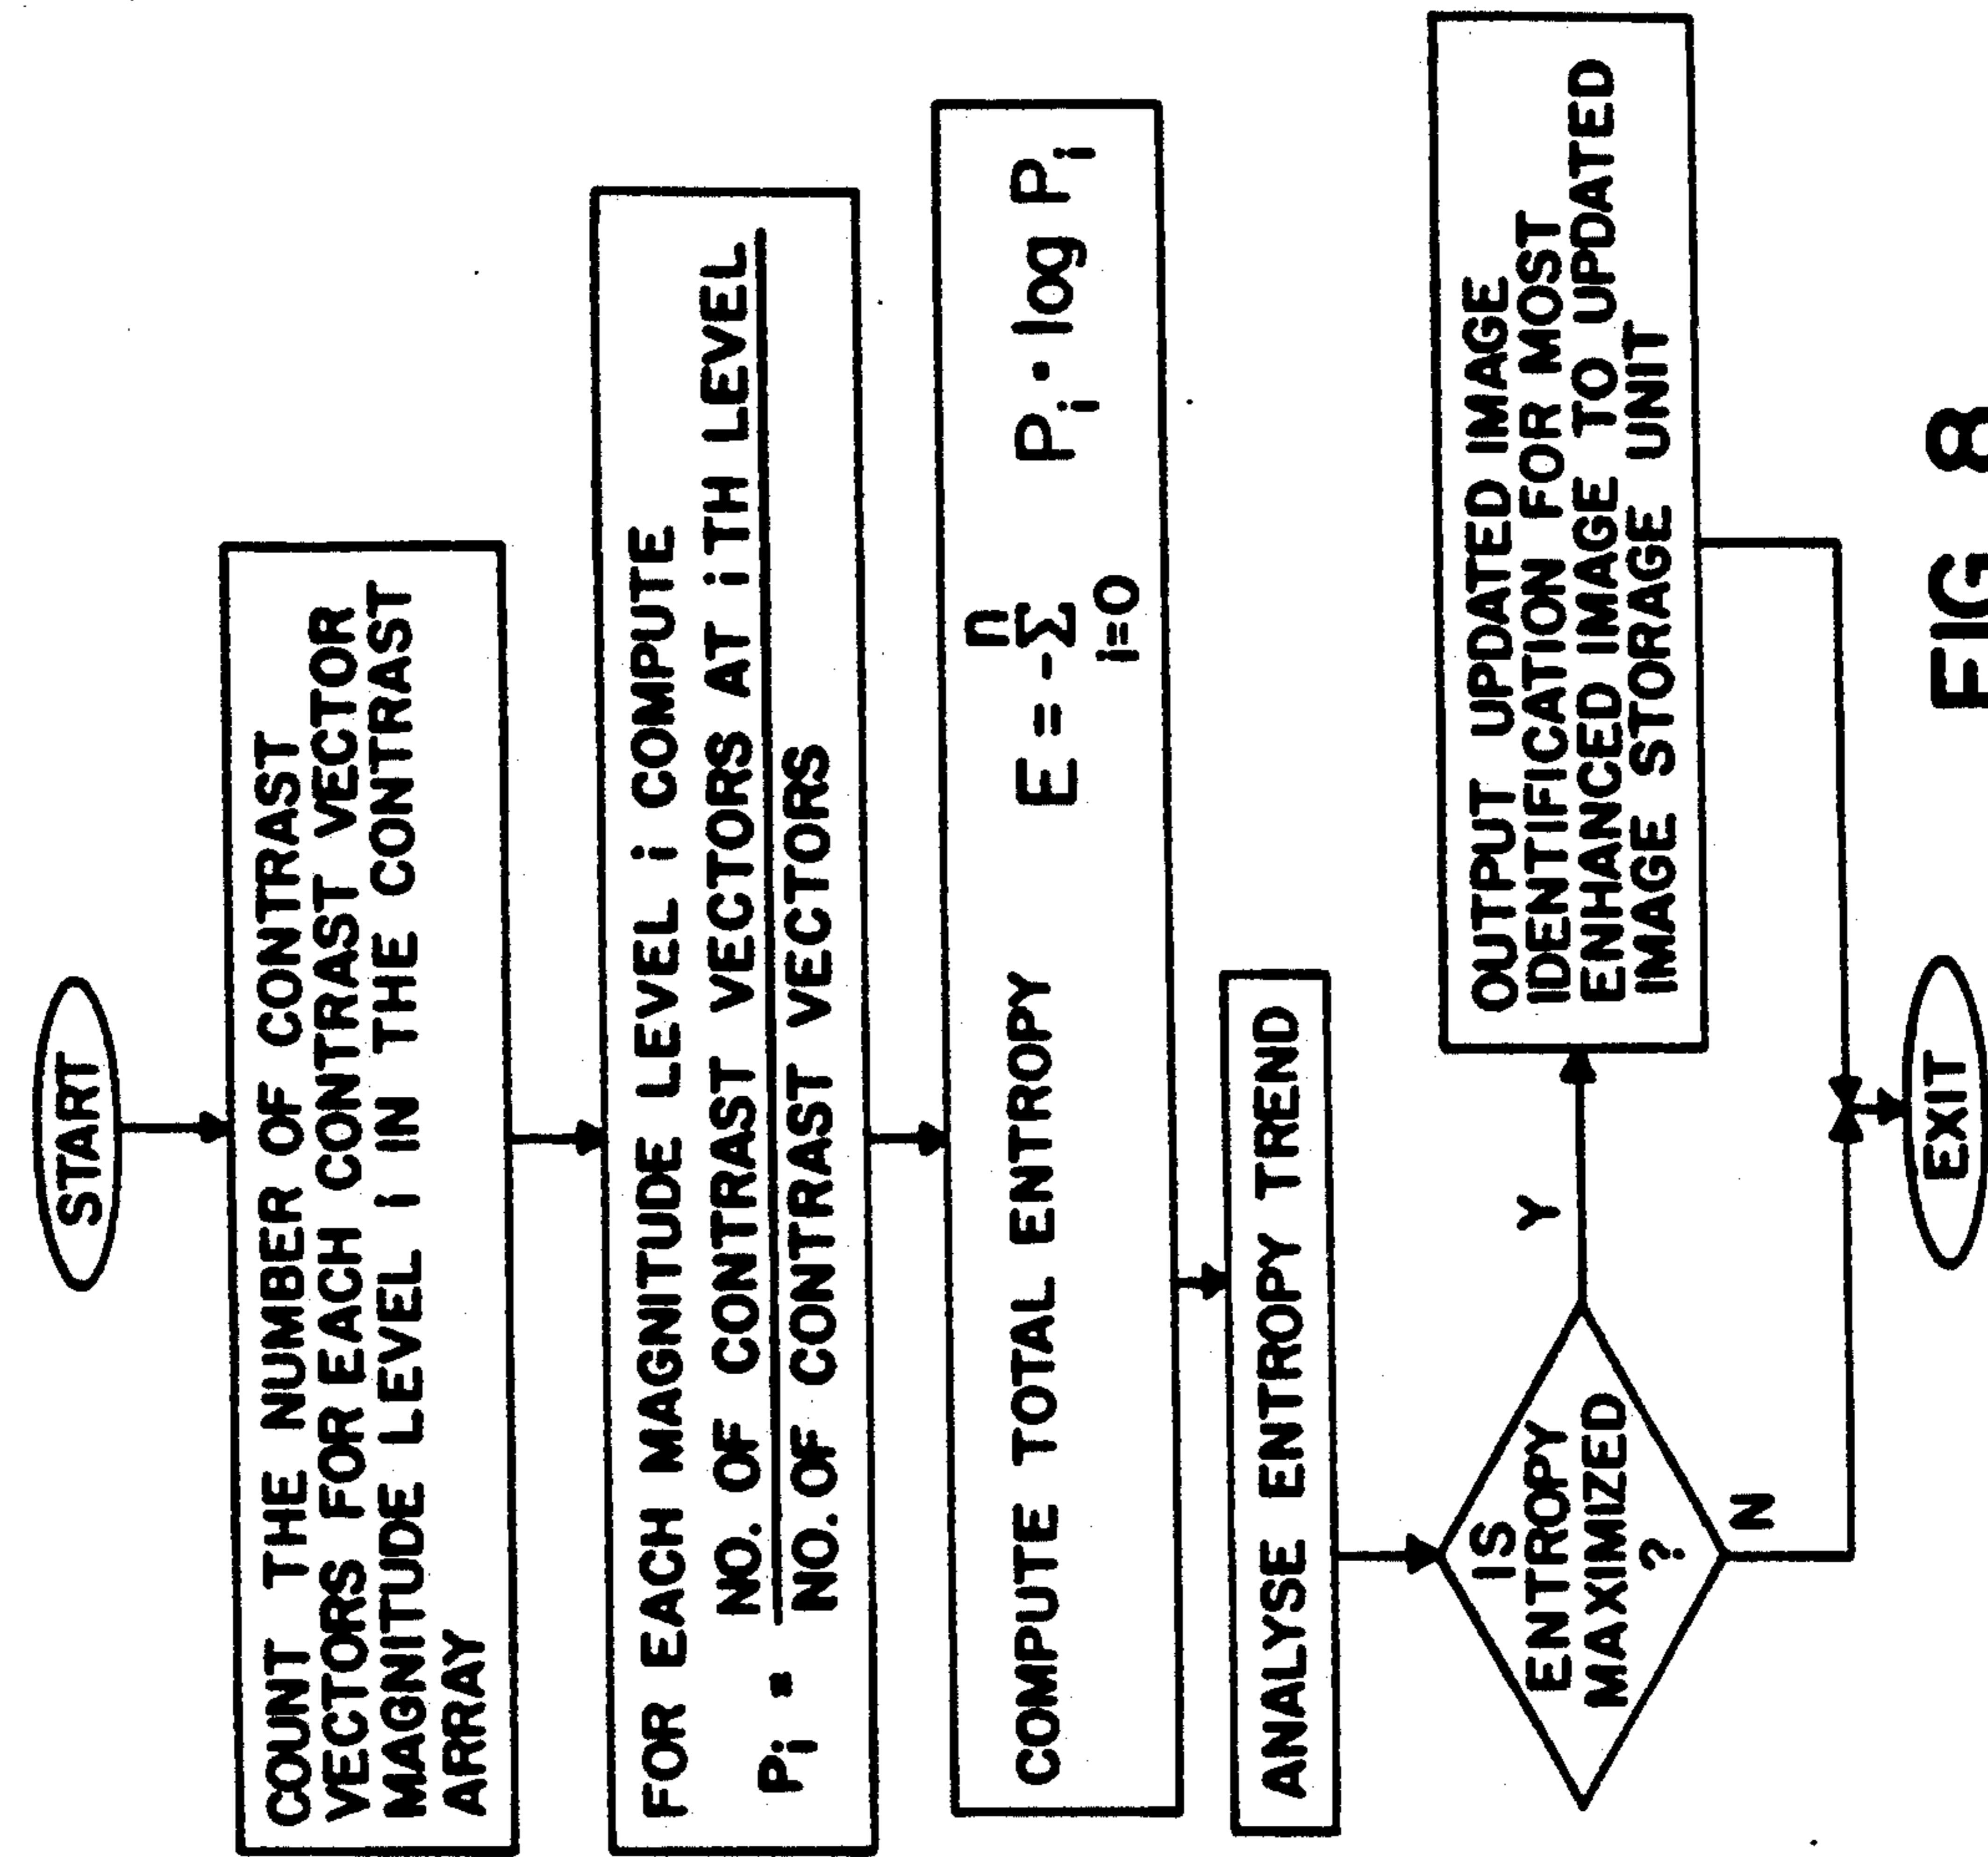 START
COUNT THE NUMBER OF CONTRAST
VECTORS FOR EACH CONTRAST VECTOR
MAGNITUDE LEVEL i IN THE CONTRAST
ARRAY
FOR EACH MAGNITUDE LEVEL i COMPUTE
Pi = NO. OF CONTRAST VECTORS AT iTH LEVEL
NO. OF CONTRAST VECTORS
COMPUTE TOTAL ENTROPY E = -Σ Pi • log Pi
n
i=0
ANALYSE ENTROPY TREND
IS
ENTROPY
MAXIMIZED
?
Y
N
OUTPUT UPDATED IMAGE
IDENTIFICATION FOR MOST
ENHANCED IMAGE TO UPDATED
IMAGE STORAGE UNIT
EXIT
FIG 8